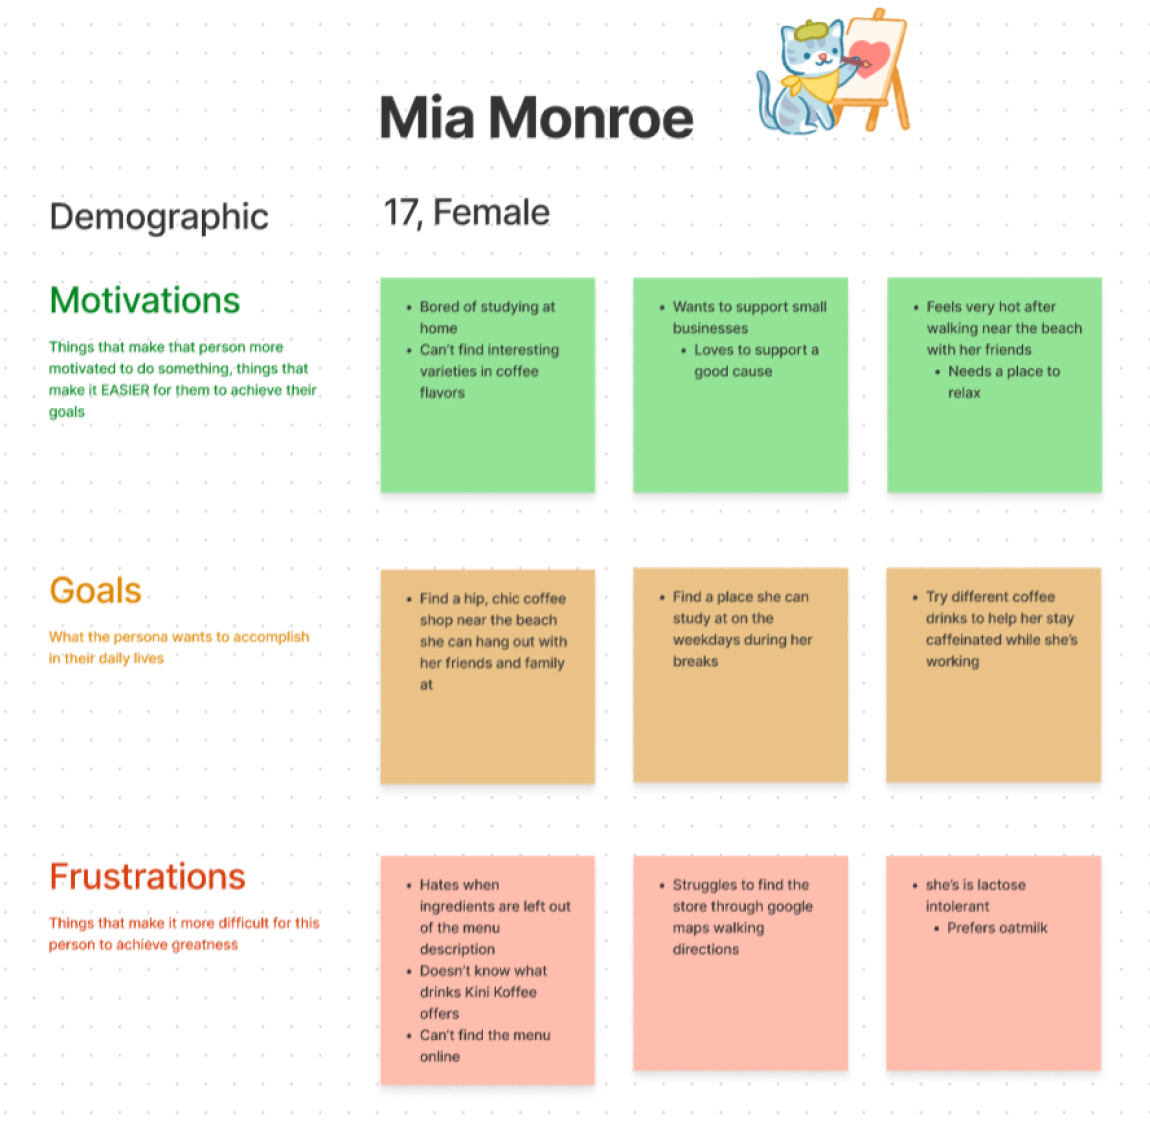 Mia Monroe
Demographic
17, Female
Motivations
Things that make that person more
motivated to do something, things that
make it EASIER for them to achieve their
goals
• Bored of studying at
home
• Can't find interesting
varieties in coffee
flavors
• Wants to support small
businesses
• Loves to support a
good cause
• Feels very hot after
walking near the beach
with her friends
• Needs a place to
relax
Goals
What the persona wants to accomplish
in their daily lives
• Find a hip, chic coffee
shop near the beach
she can hang out with
her friends and family
at
• Find a place she can
study at on the
weekdays during her
breaks
• Try different coffee
drinks to help her stay
caffeinated while she's
working
Frustrations
Things that make it more difficult for this
person to achieve greatness
• Hates when
ingredients are left out
of the menu
description
• Doesn't know what
drinks Kini Koffee
offers
• Can't find the menu
online
• Struggles to find the
store through google
maps walking
directions
• she's is lactose
intolerant
• Prefers oatmilk